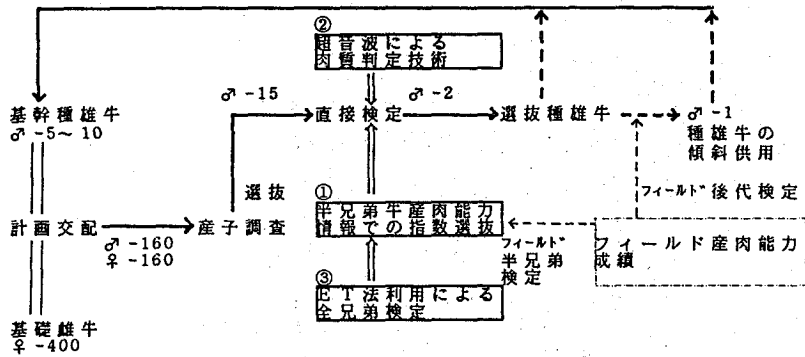 ②
超音波による
肉質判定技術
♂-15
♂-2
基幹種雄牛
♂-5~10
直接検定
選抜種雄牛
♂-1
種雄牛の
傾斜供用
選抜
①
半兄弟牛産肉能力
情報での指数選抜
フィールド後代検定
計画交配
♂-160
♀-160
産子調査
フィールド
半兄弟
検定
フィールド産肉能力
成績
③
ET法利用による
全兄弟検定
基礎雌牛
♀-400